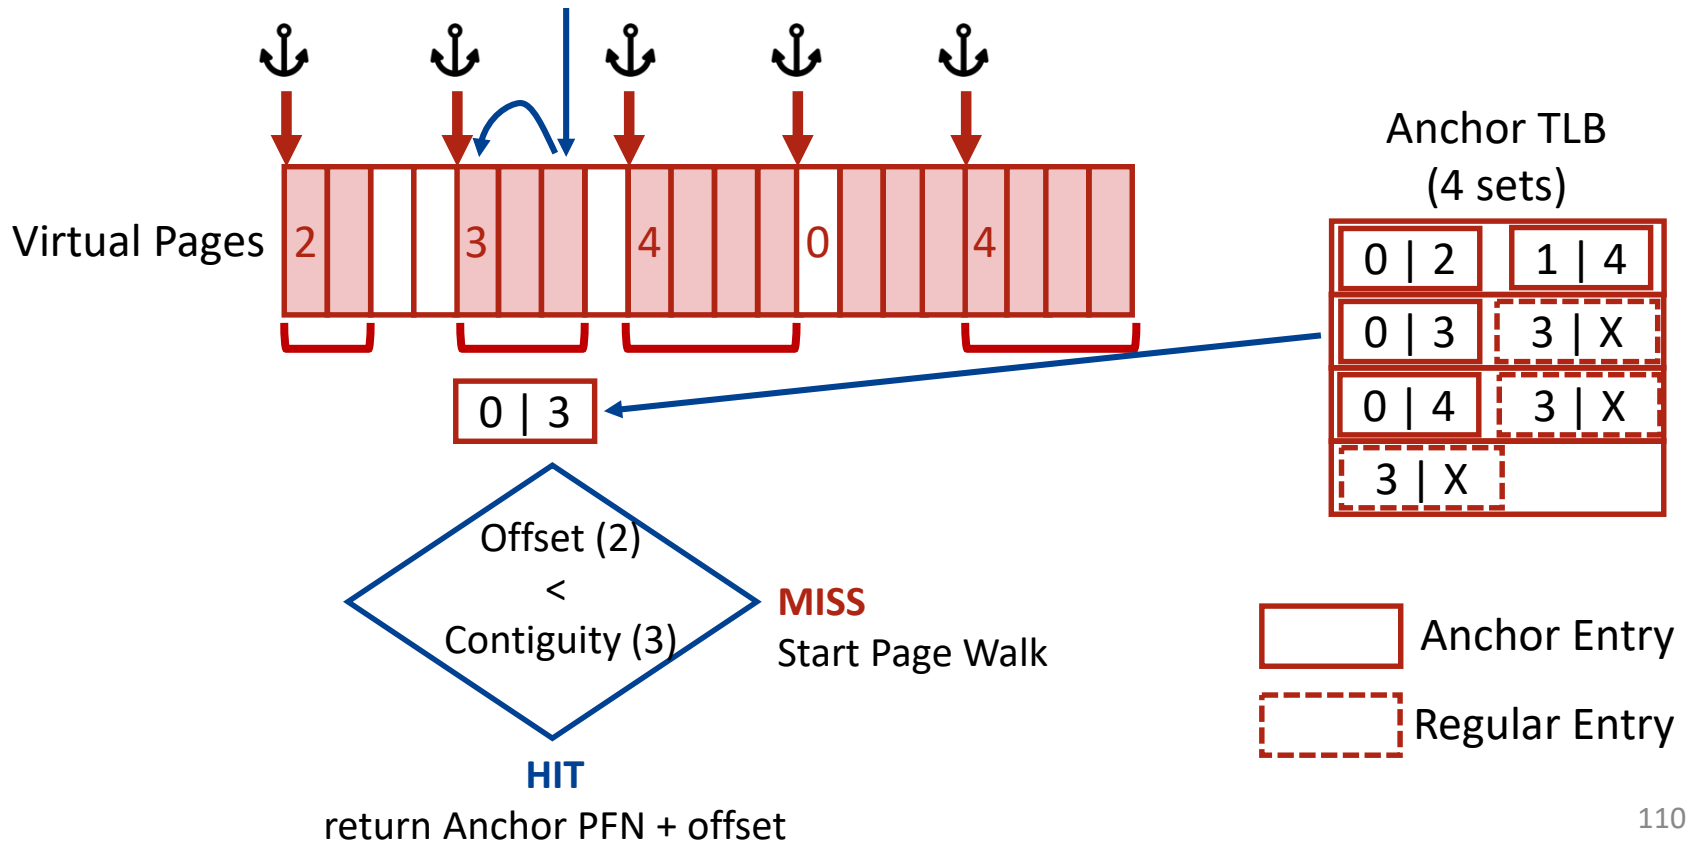 Anchor TLB
(4 sets)
Virtual Pages
2
3
4
0
4
0 | 2
1 | 4
0 | 3
3 | X
0 | 4
3 | X
3 | X
0 | 3
Offset (2)
<
Contiguity (3)
MISS
Start Page Walk
HIT
return Anchor PFN + offset
Anchor Entry
Regular Entry
110